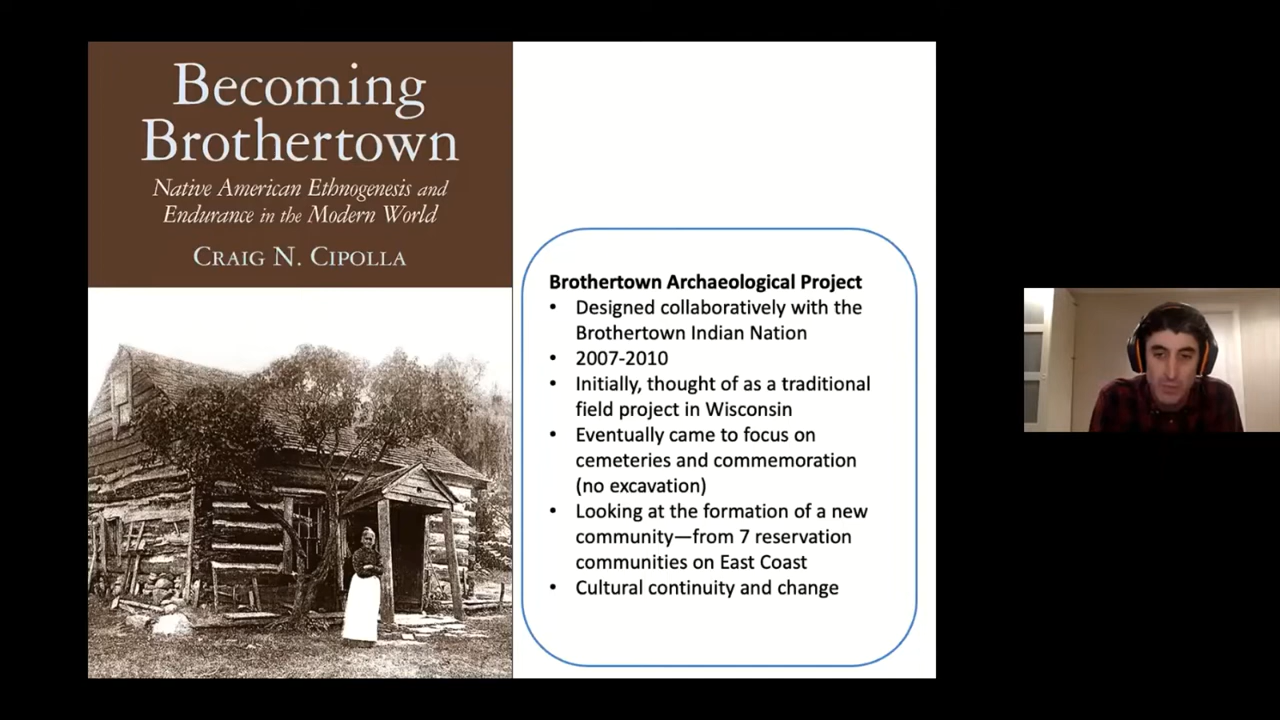 Becoming
Brothertown
Native American Ethnogenesis and
Endurance in the Modern World
CRAIG N. CIPOLLA
Brothertown Archaeological Project
• Designed collaboratively with the
Brothertown Indian Nation
• 2007-2010
• Initially, thought of as a traditional
field project in Wisconsin
• Eventually came to focus on
cemeteries and commemoration
(no excavation)
• Looking at the formation of a new
community—from 7 reservation
communities on East Coast
• Cultural continuity and change